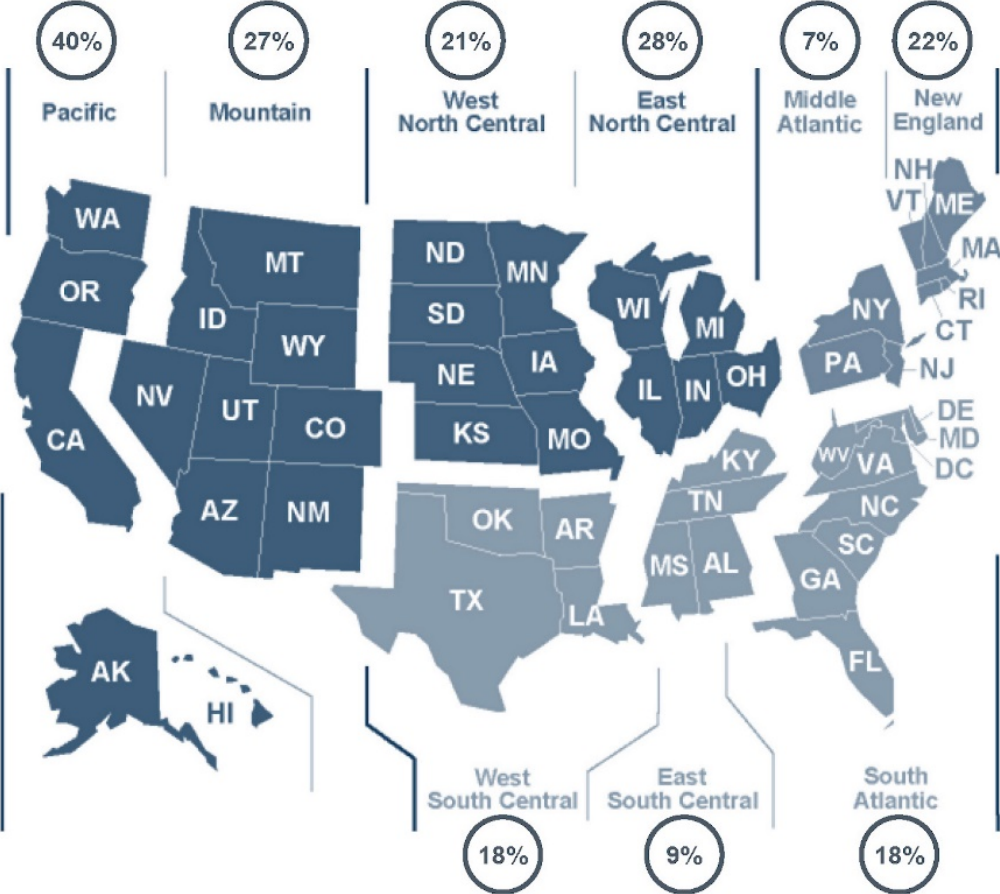 40%
27%
21%
28%
7%
22%
Pacific
Mountain
West
North Central
East
North Central
Middle
Atlantic
New
England
NH
VT
ME
MA
RI
CT
WA
OR
CA
MT
ID
WY
NV
UT
CO
AZ
NM
ND
MN
SD
NE
IA
KS
MO
WI
MI
IL
IN
OH
NY
PA
NJ
DE
MD
DC
WV
VA
KY
TN
NC
SC
OK
AR
MS
AL
GA
TX
LA
FL
AK
HI
West
South Central
East
South Central
South
Atlantic
18%
9%
18%